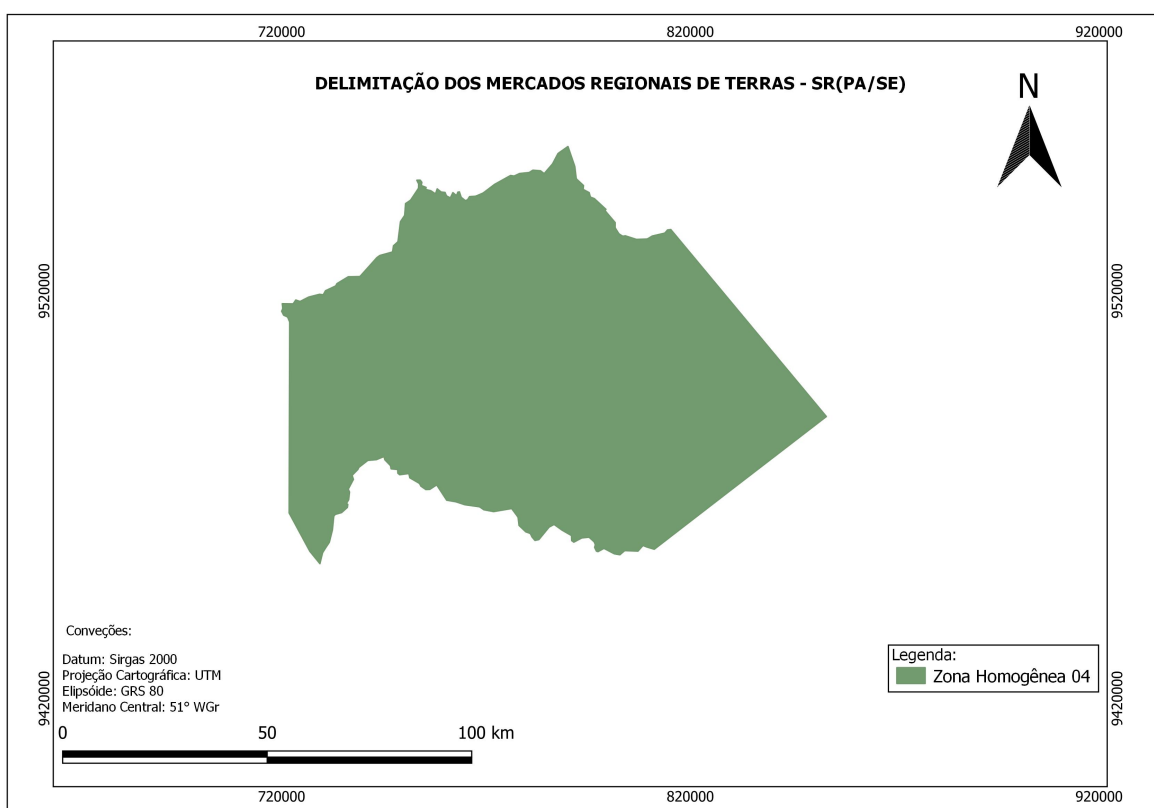 720000 820000 920000
DELIMITAÇÃO DOS MERCADOS REGIONAIS DE TERRAS - SR(PA/SE)
N
9520000 9520000
Conveções:
Datum: Sirgas 2000
Projeção Cartográfica: UTM
Elipsóide: GRS 80
Meridano Central: 51° WGr
Legenda:
Zona Homogênea 04
9420000 9420000
0 50 100 km
720000 820000 920000